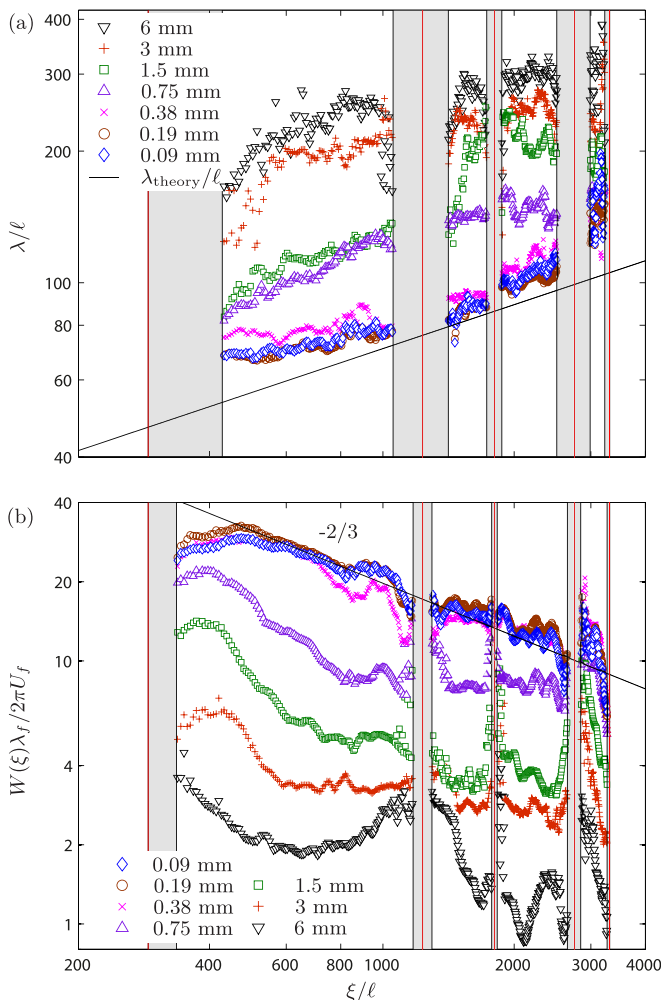 (a)
6 mm
3 mm
1.5 mm
0.75 mm
0.38 mm
0.19 mm
0.09 mm
λtheory/ℓ
400
300
200
100
80
60
40
λ/ℓ
(b)
-2/3
40
20
10
4
2
1
W(ξ)λf/2πUf
0.09 mm
0.19 mm
0.38 mm
0.75 mm
1.5 mm
3 mm
6 mm
200 400 600 800 1000 2000 3000 4000
ξ/ℓ